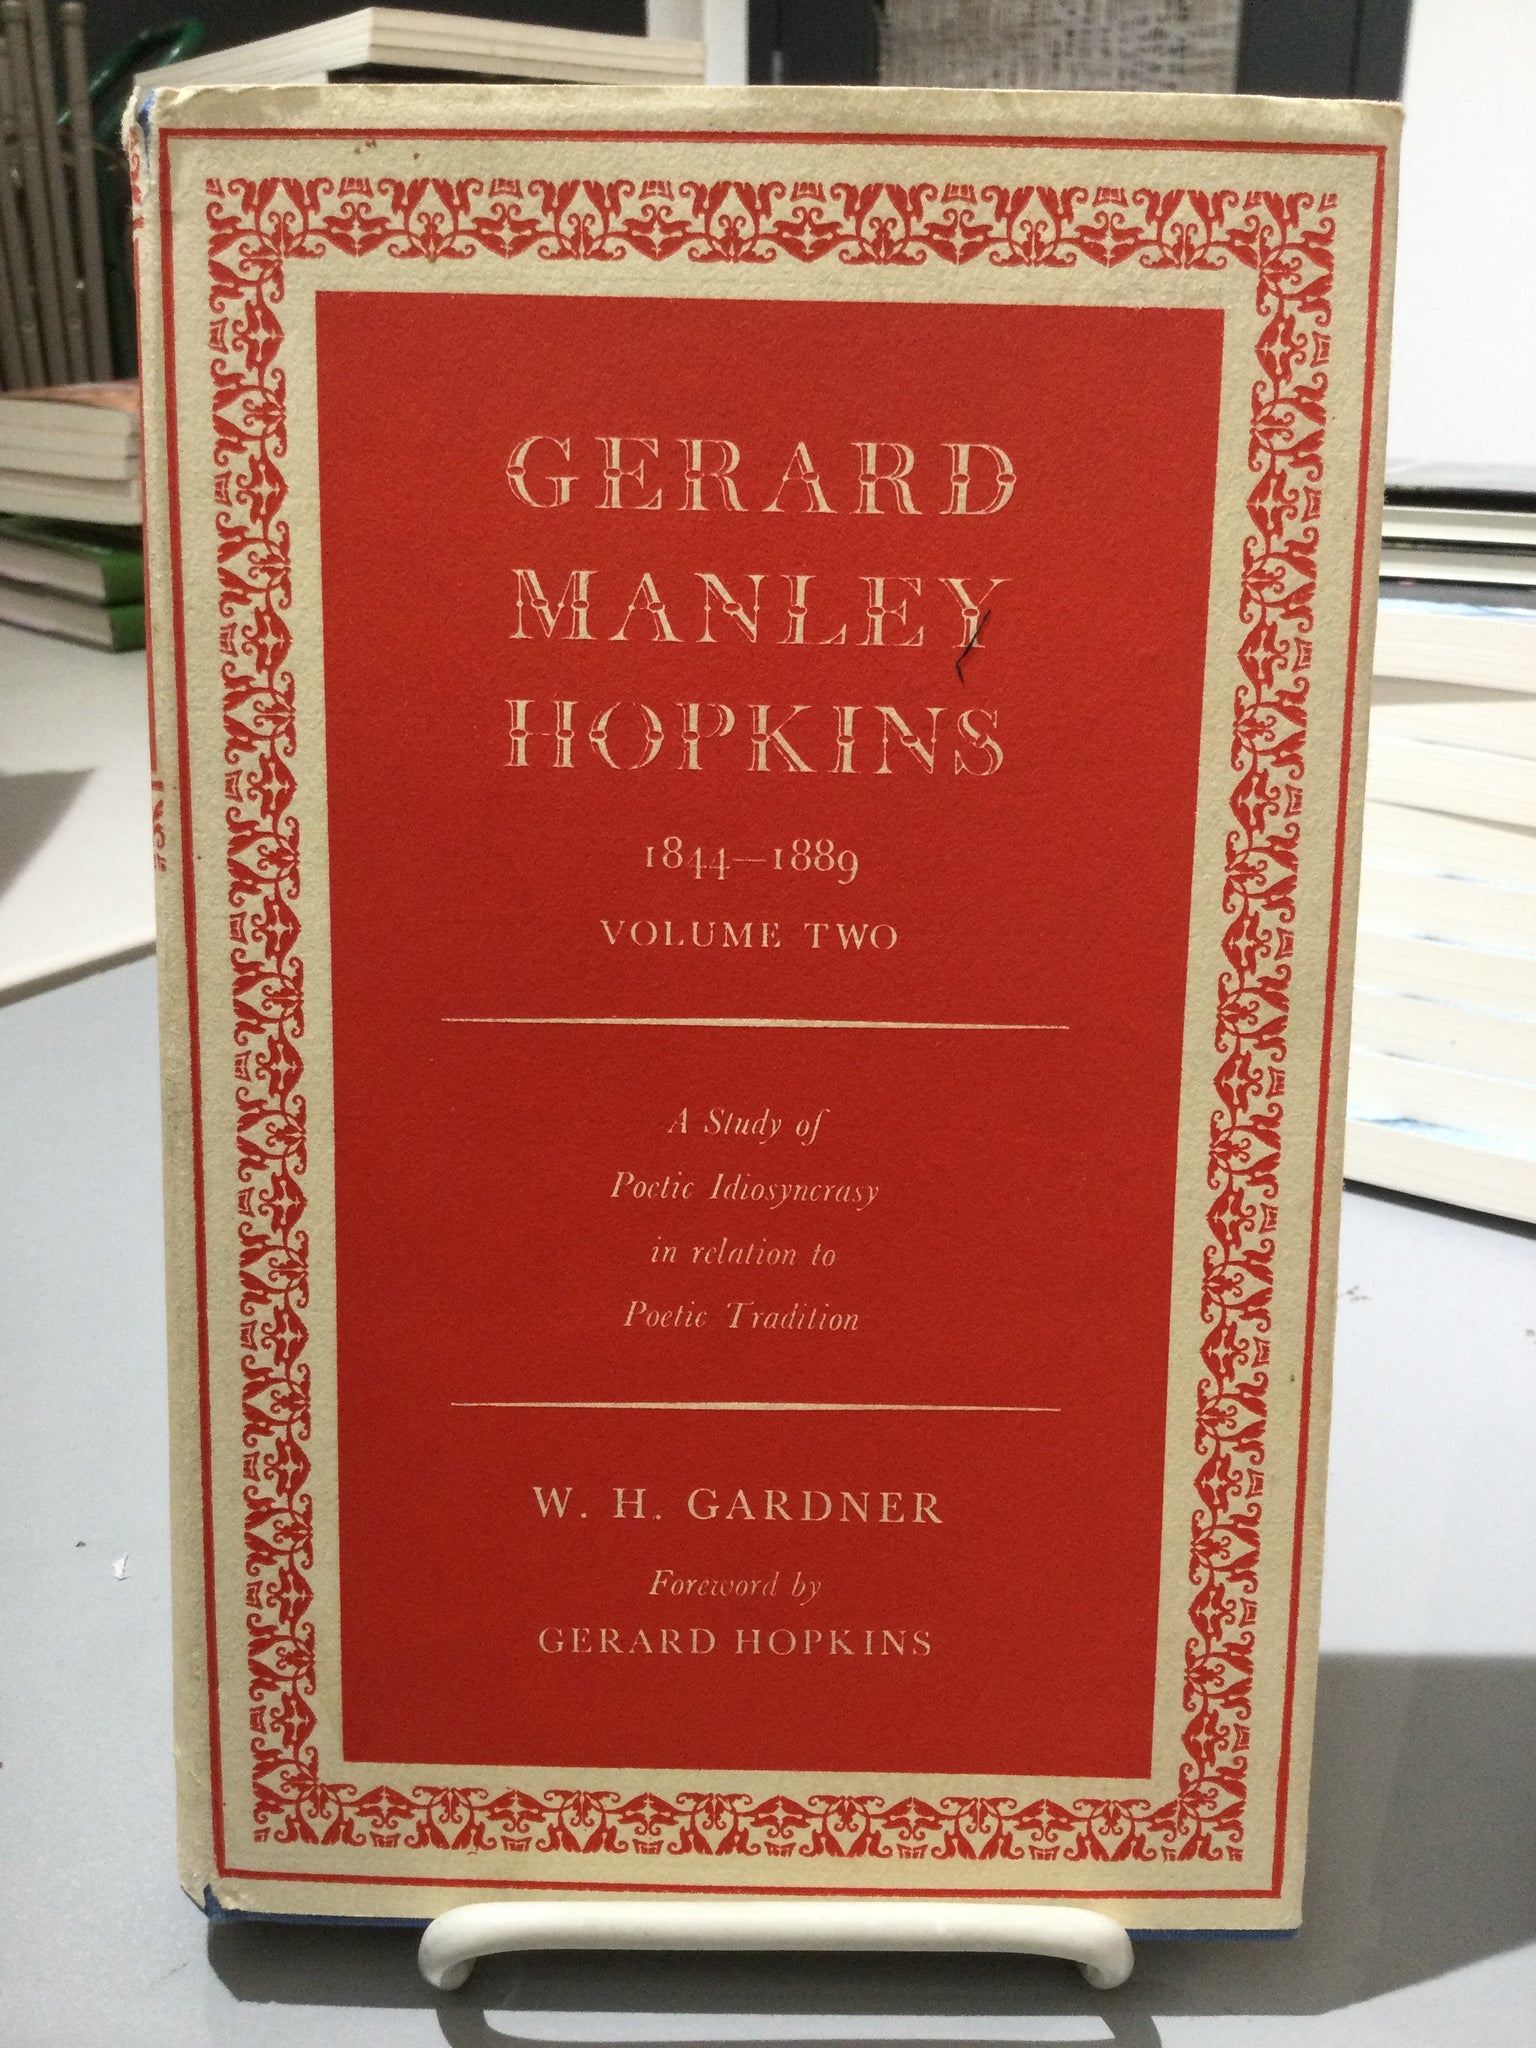 GERARD
MANLEY
HOPKINS
1844—1889
VOLUME TWO
A Study of
Poetic Idiosyncrasy
in relation to
Poetic Tradition
W. H. GARDNER
Foreword by
GERARD HOPKINS